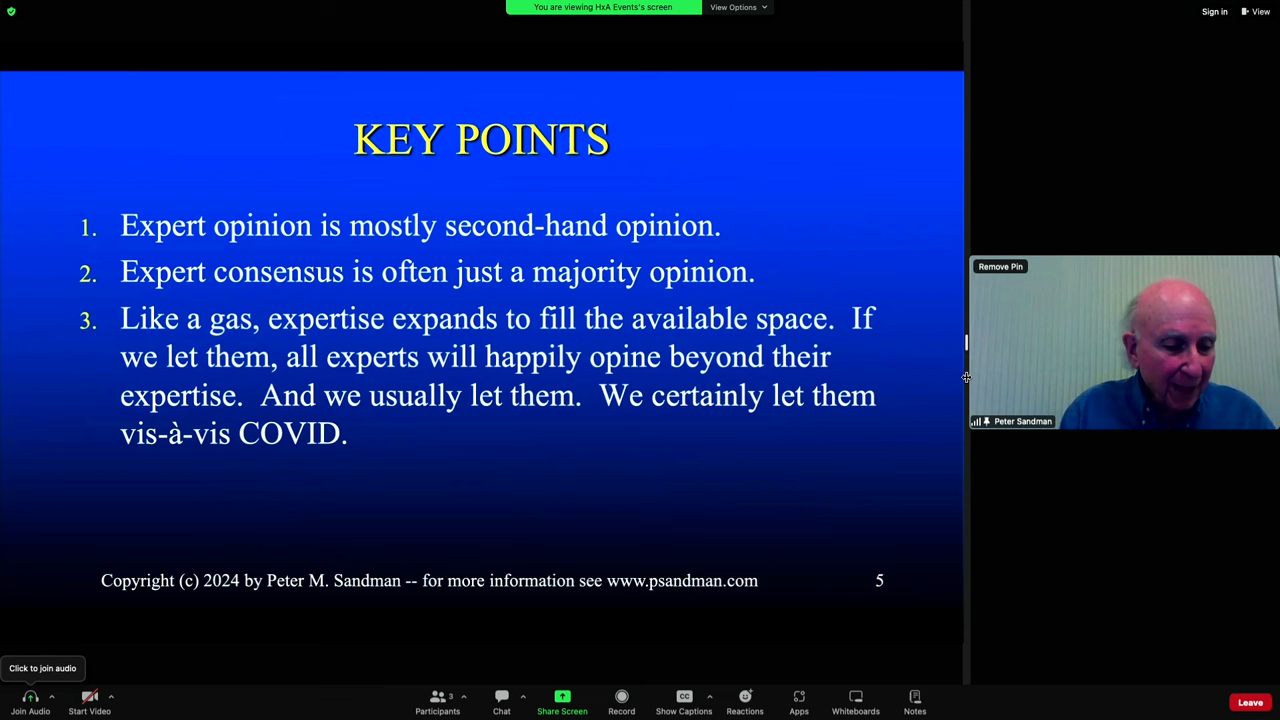 You are viewing HxA Events's screen
View Options
Sign in
View
KEY POINTS
1. Expert opinion is mostly second-hand opinion.
2. Expert consensus is often just a majority opinion.
3. Like a gas, expertise expands to fill the available space. If
we let them, all experts will happily opine beyond their
expertise. And we usually let them. We certainly let them
vis-à-vis COVID.
Copyright (c) 2024 by Peter M. Sandman -- for more information see www.psandman.com 5
Remove Pin
Peter Sandman
Click to join audio
Join Audio
Start Video
Participants 3
Chat
Share Screen
Record
CC
Show Captions
Reactions
Apps
Whiteboards
Notes
Leave